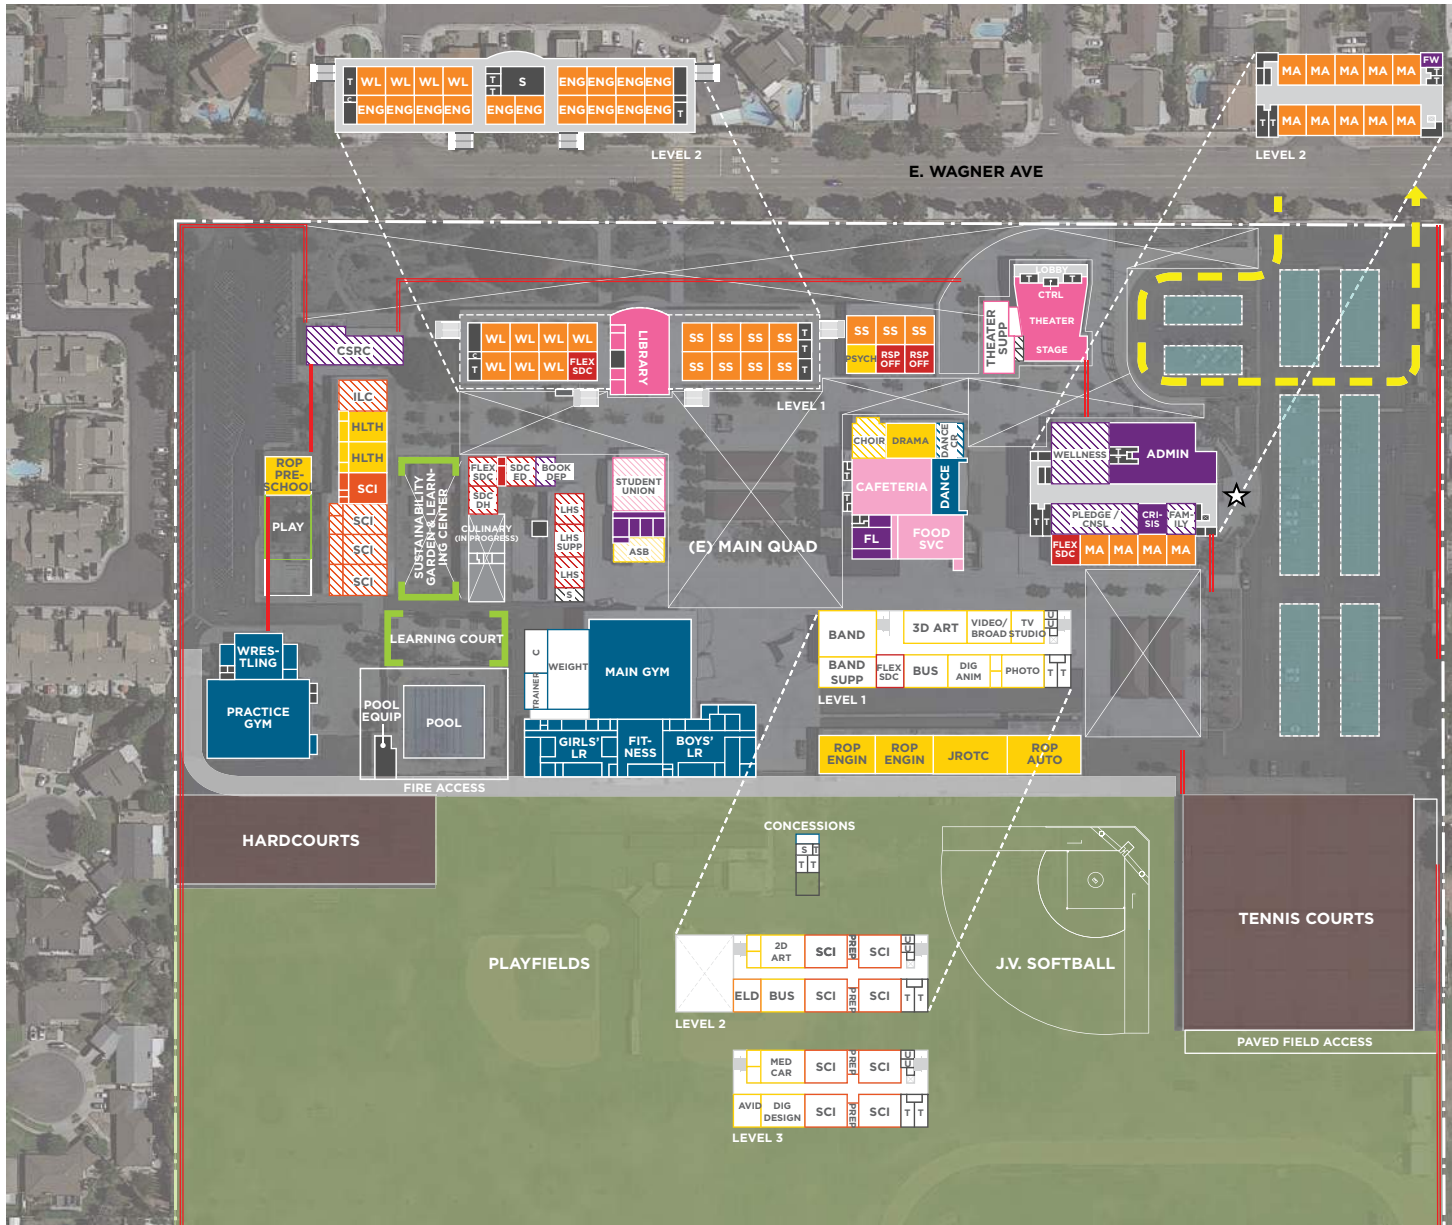 T
WL WL WL WL
T
T
S
ENG ENG ENG ENG
C
ENG ENG ENG ENG
ENG ENG
ENG ENG ENG ENG
T
LEVEL 2
MA MA MA MA MA
FW
T
T T
MA MA MA MA MA
LEVEL 2
E. WAGNER AVE
LOBBY
T T T
CTRL
THEATER
STAGE
THEATER
SUPP
CSRC
WL WL WL WL
C
T
WL WL WL
FLEX
SDC
LIBRARY
SS SS SS SS
T
T
SS SS SS SS
T
LEVEL 1
SS SS SS
PSYCH
RSP
OFF
RSP
OFF
ILC
HLTH
HLTH
SCI
SCI
SCI
SCI
ROP
PRE-
SCHOOL
PLAY
SUSTAINABILITY
GARDEN & LEARN-
ING CENTER
FLEX
SDC
SDC
ED
BOOK
DEP
SDC
DH
CULINARY
(IN PROGRESS)
LHS
LHS
SUPP
LHS
S
STUDENT
UNION
ASB
(E) MAIN QUAD
CHOIR
DRAMA
DANCE
CR
CAFETERIA
DANCE
T
T
FL
FOOD
SVC
WELLNESS
T T
ADMIN
T T
PLEDGE /
CNSL
CRI-
SIS
FAM-
ILY
FLEX
SDC
MA MA MA MA
LEARNING COURT
WRES-
TLING
PRACTICE
GYM
POOL
EQUIP
POOL
FIRE ACCESS
C
TRAINER
WEIGHT
MAIN GYM
GIRLS'
LR
FIT-
NESS
BOYS'
LR
BAND
3D ART
VIDEO/
BROAD
TV
STUDIO
U
U
BAND
SUPP
FLEX
SDC
BUS
DIG
ANIM
PHOTO
T T
LEVEL 1
ROP
ENGIN
ROP
ENGIN
JROTC
ROP
AUTO
HARDCOURTS
CONCESSIONS
S T
T T
PLAYFIELDS
J.V. SOFTBALL
TENNIS COURTS
PAVED FIELD ACCESS
2D
ART
SCI
PREP
SCI
U
U
ELD
BUS
SCI
PREP
SCI
T T
LEVEL 2
MED
CAR
SCI
PREP
SCI
U
U
AVID
DIG
DESIGN
SCI
PREP
SCI
T T
LEVEL 3